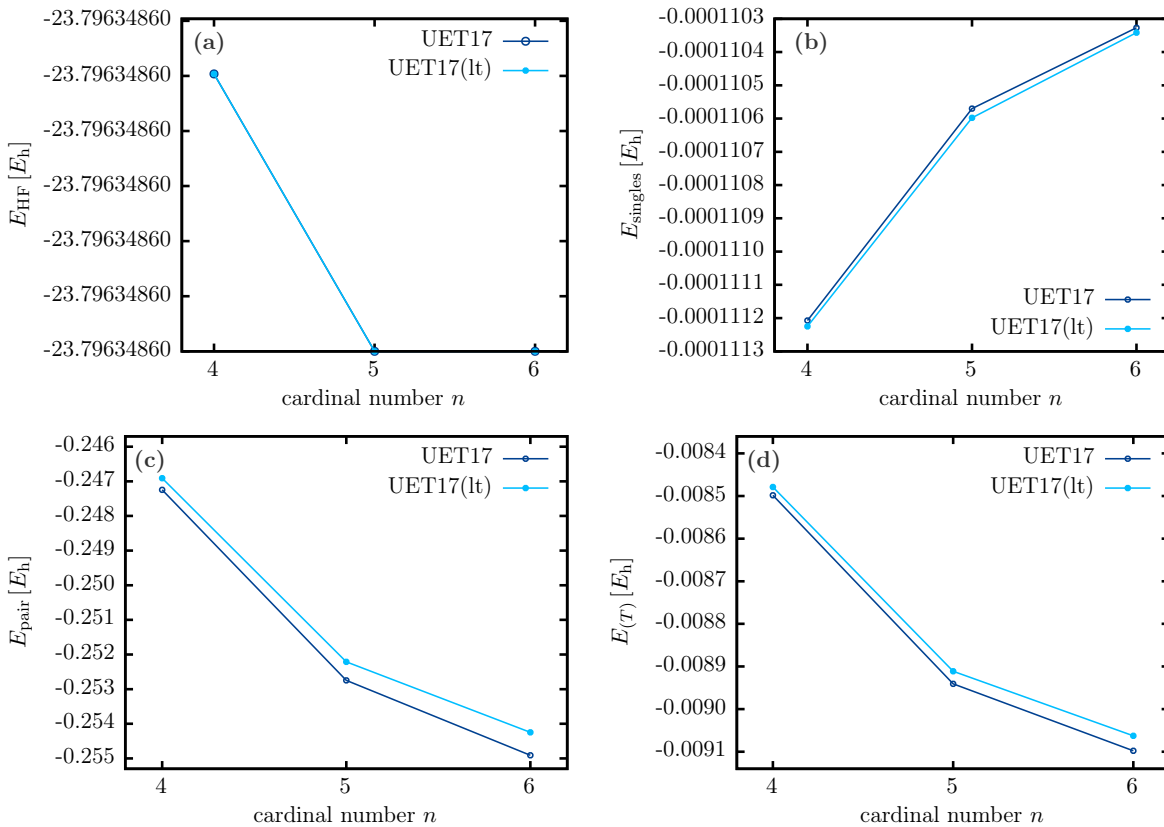 (a)
UET17
UET17(lt)
E_HF [E_h]
-23.79634860
-23.79634860
-23.79634860
-23.79634860
-23.79634860
-23.79634860
-23.79634860
4 5 6
cardinal number n
(b)
UET17
UET17(lt)
E_singles [E_h]
-0.0001103
-0.0001103
-0.0001105
-0.0001106
-0.0001107
-0.0001108
-0.0001109
-0.0001110
-0.0001111
-0.0001112
-0.0001113
4 5 6
cardinal number n
(c)
UET17
UET17(lt)
E_pair [E_h]
-0.246
-0.247
-0.248
-0.249
-0.250
-0.251
-0.252
-0.253
-0.254
-0.255
4 5 6
cardinal number n
(d)
UET17
UET17(lt)
E_(T) [E_h]
-0.0084
-0.0085
-0.0086
-0.0087
-0.0088
-0.0089
-0.0090
-0.0091
4 5 6
cardinal number n